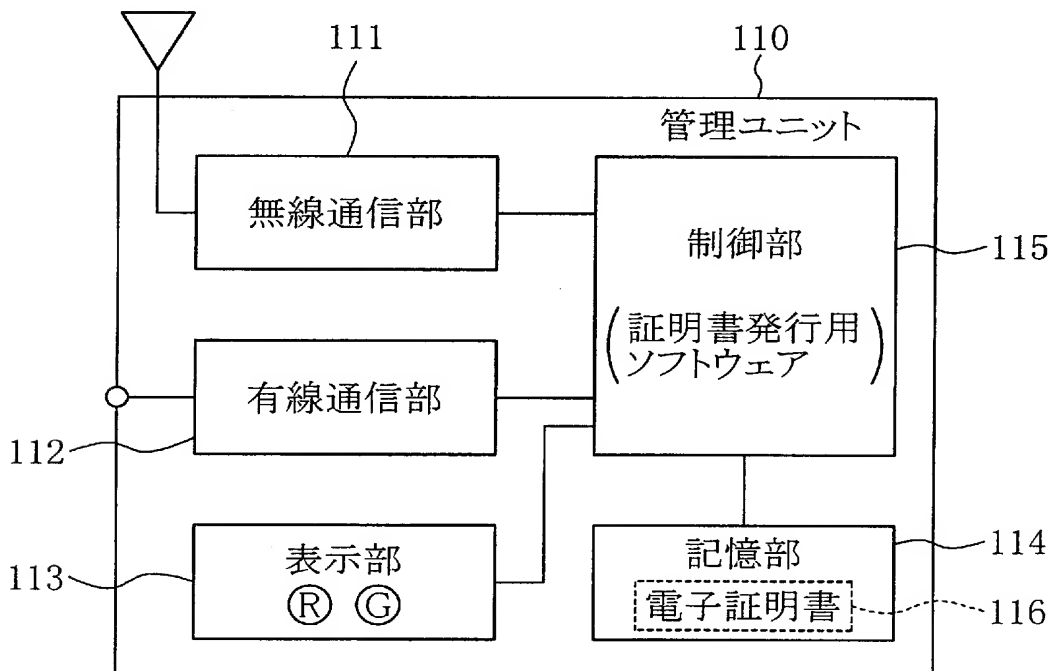 111
110
管理ユニット
無線通信部
制御部
115
(証明書発行用
ソフトウェア)
有線通信部
112
表示部
113
Ⓡ Ⓖ
記憶部
114
電子証明書
116